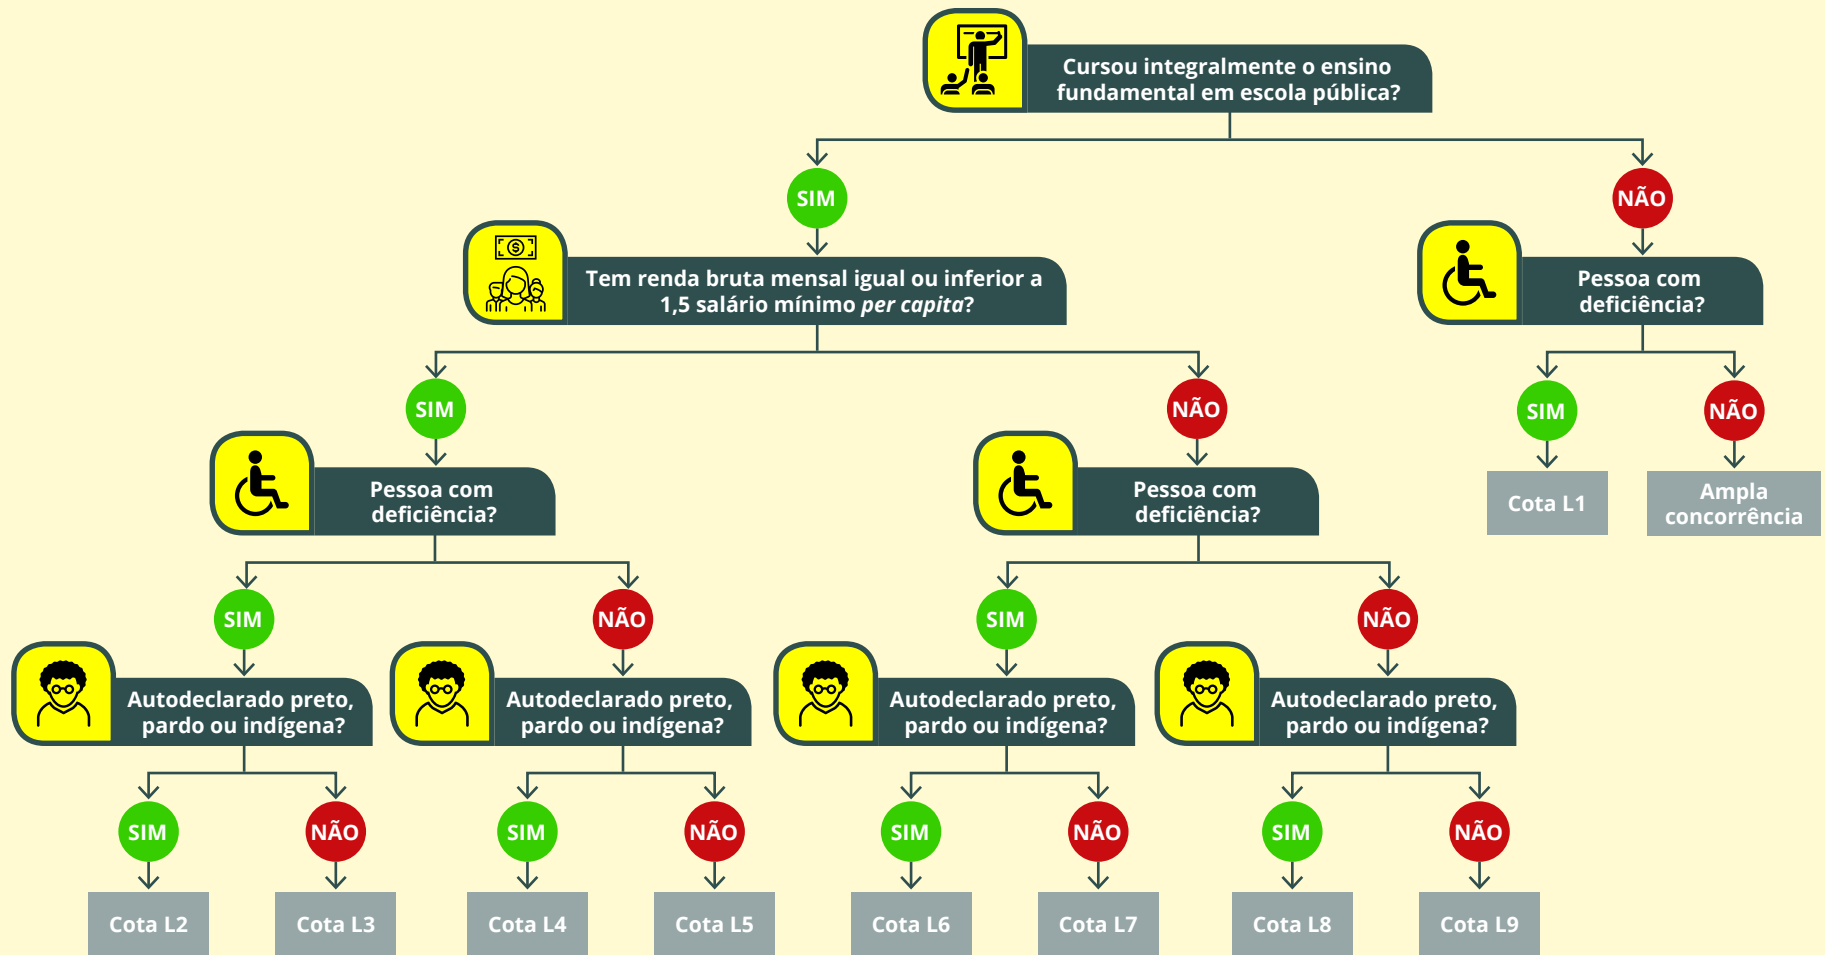 Cursou integralmente o ensino
fundamental em escola pública?
SIM
NÃO
Tem renda bruta mensal igual ou inferior a
1,5 salário mínimo per capita?
Pessoa com
deficiência?
SIM
NÃO
SIM
NÃO
Pessoa com
deficiência?
Pessoa com
deficiência?
Cota L1
Ampla
concorrência
SIM
NÃO
SIM
NÃO
Autodeclarado preto,
pardo ou indígena?
Autodeclarado preto,
pardo ou indígena?
Autodeclarado preto,
pardo ou indígena?
Autodeclarado preto,
pardo ou indígena?
SIM
NÃO
SIM
NÃO
SIM
NÃO
SIM
NÃO
Cota L2
Cota L3
Cota L4
Cota L5
Cota L6
Cota L7
Cota L8
Cota L9